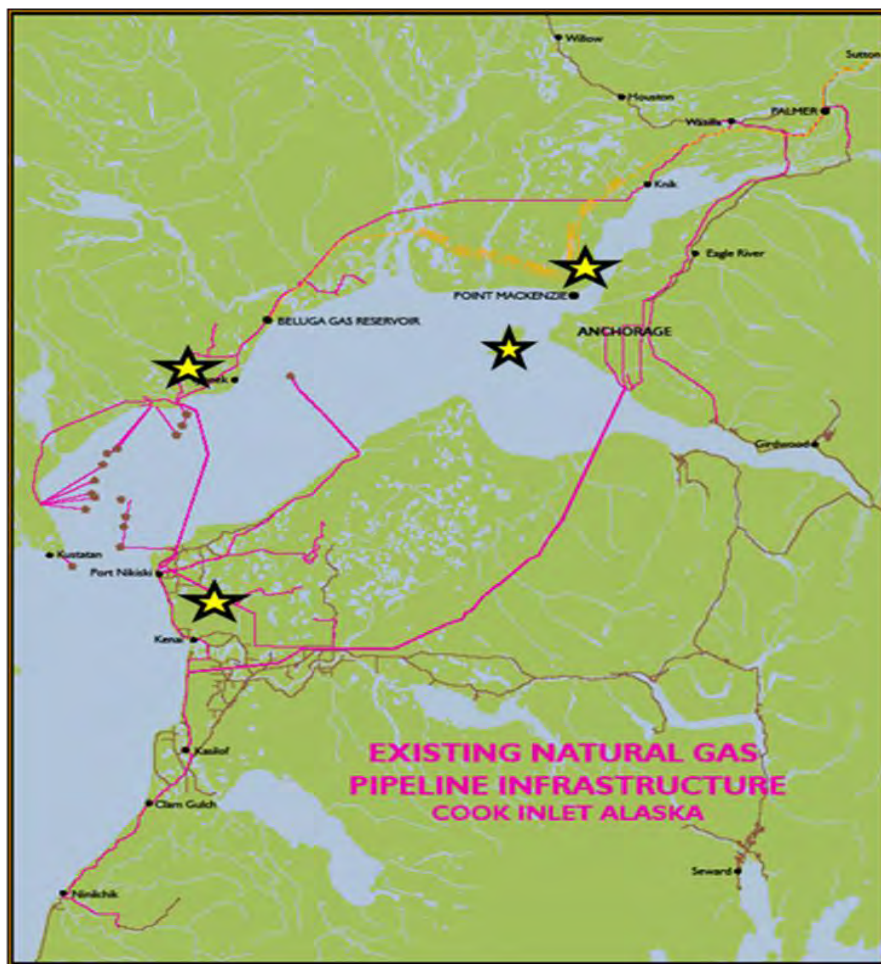 Willow
Sutton
Houston
PALMER
Wasilla
Knik
Eagle River
POINT MACKENZIE
BELUGA GAS RESERVOIR
ANCHORAGE
Girdwood
Kustatan
Port Nikiski
Kenai
EXISTING NATURAL GAS
PIPELINE INFRASTRUCTURE
COOK INLET ALASKA
Kasilof
Clam Gulch
Seward
Ninilchik